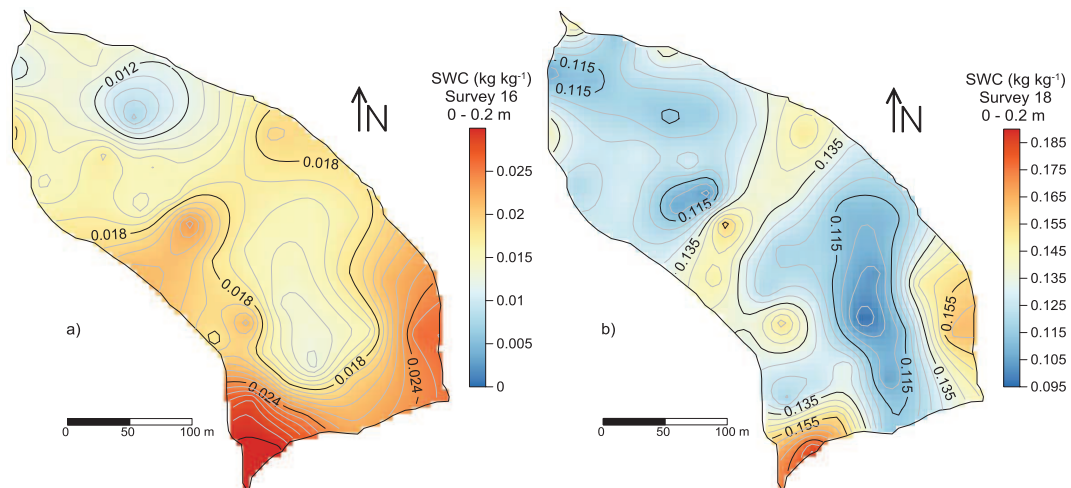 SWC (kg kg⁻¹)
Survey 16
0 - 0.2 m
0.025
0.02
0.015
0.01
0.005
0
N
0.012
0.018
0.018
0.018
0.018
0.024
0.024
a)
0 50 100 m
SWC (kg kg⁻¹)
Survey 18
0 - 0.2 m
0.185
0.175
0.165
0.155
0.145
0.135
0.125
0.115
0.105
0.095
N
0.115
0.115
0.135
0.115
0.135
0.115
0.155
0.115
0.135
0.135
0.155
b)
0 50 100 m